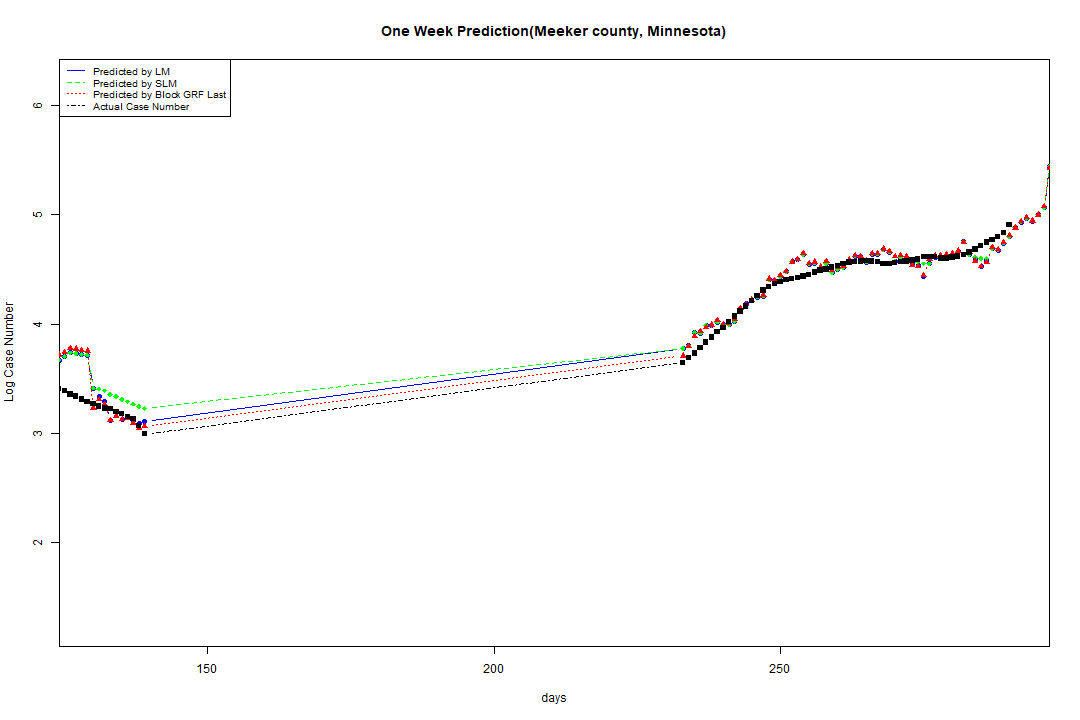 One Week Prediction(Meeker county, Minnesota)
Predicted by LM
Predicted by SLM
Predicted by Block GRF Last
Actual Case Number
6
5
4
3
2
Log Case Number
150
200
250
days